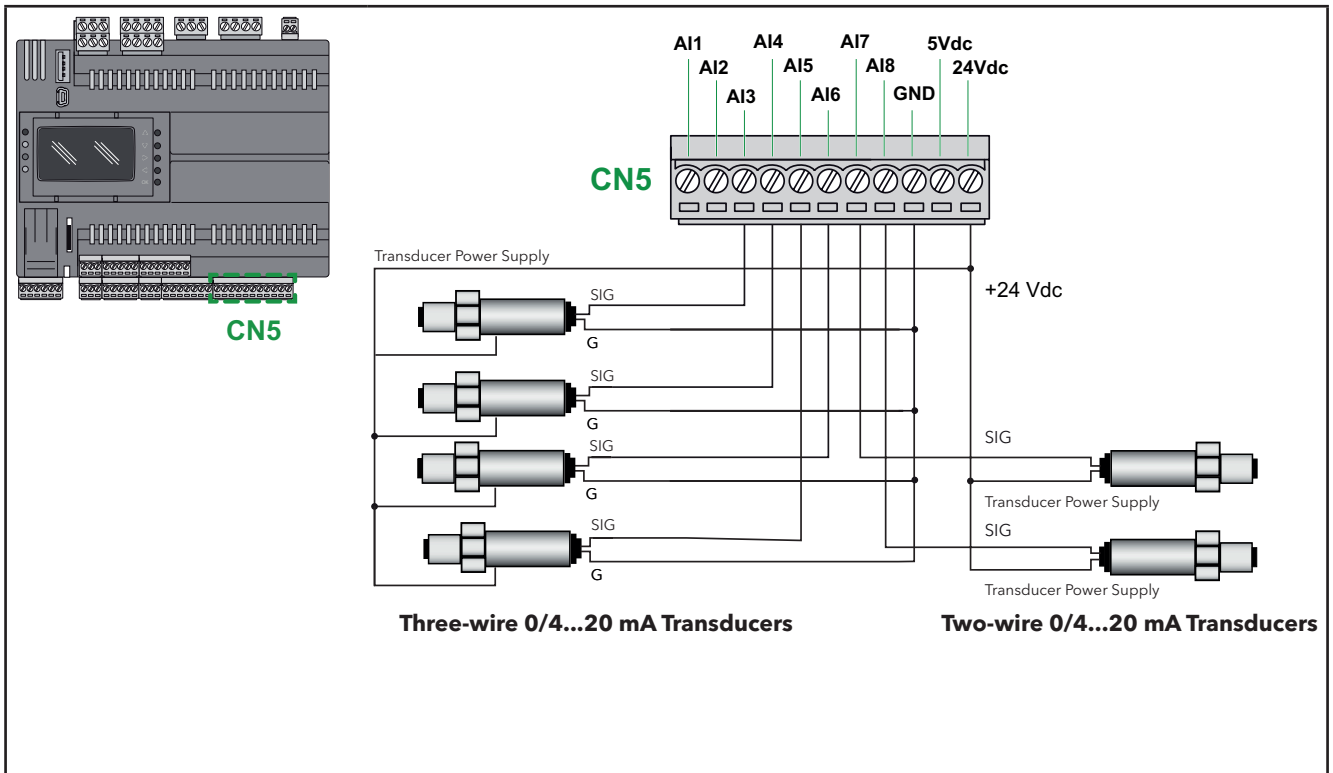 AI1
AI4
AI7
5Vdc
AI2
AI5
AI8
24Vdc
AI3
AI6
GND
CN5
CN5
Transducer Power Supply
+24 Vdc
SIG
G
SIG
G
SIG
G
SIG
G
SIG
Transducer Power Supply
SIG
Transducer Power Supply
Three-wire 0/4...20 mA Transducers
Two-wire 0/4...20 mA Transducers